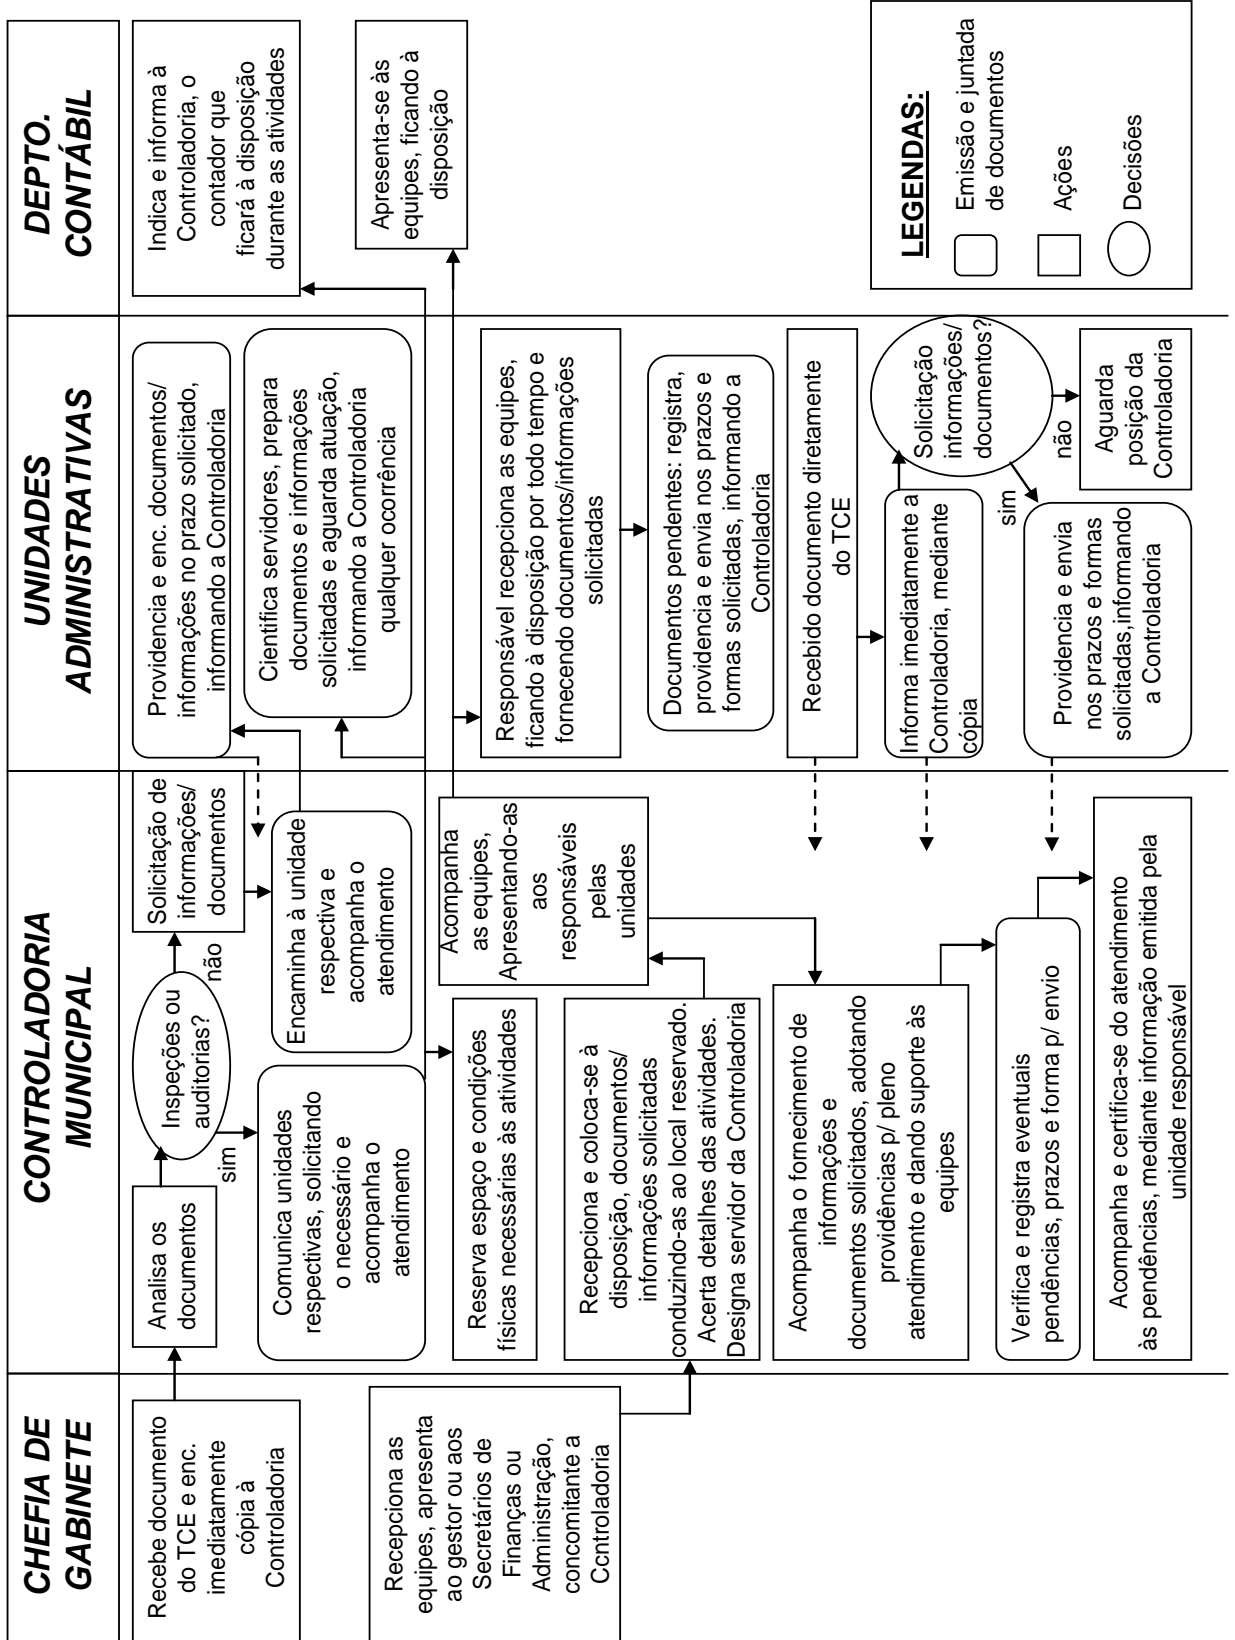 CHEFIA DE
GABINETE
CONTROLADORIA
MUNICIPAL
UNIDADES
ADMINISTRATIVAS
DEPTO.
CONTÁBIL
Recebe documento
do TCE e enc.
imediatamente
cópia à
Controladoria
Recepciona as
equipes, apresenta
ao gestor ou aos
Secretários de
Finanças ou
Administração,
concomitante a
Ccntroladoria
Analisa os
documentos
Inspeções ou
auditorias?
sim
não
Solicitação de
informações/
documentos
Comunica unidades
respectivas, solicitando
o necessário e
acompanha o
atendimento
Encaminha à unidade
respectiva e
acompanha o
atendimento
Reserva espaço e condições
físicas necessárias às atividades
Acompanha
as equipes,
Apresentando-as
aos
responsáveis
pelas
unidades
Recepciona e coloca-se à
disposição, documentos/
informações solicitadas
conduzindo-as ao local reservado.
Acerta detalhes das atividades.
Designa servidor da Controladoria
Acompanha o fornecimento de
informações e
documentos solicitados, adotando
providências p/ pleno
atendimento e dando suporte às
equipes
Verifica e registra eventuais
pendências, prazos e forma p/ envio
Acompanha e certifica-se do atendimento
às pendências, mediante informação emitida pela
unidade responsável
Providencia e enc. documentos/
informações no prazo solicitado,
informando a Controladoria
Cientifica servidores, prepara
documentos e informações
solicitadas e aguarda atuação,
informando a Controladoria
qualquer ocorrência
Responsável recepciona as equipes,
ficando à disposição por todo tempo e
fornecendo documentos/informações
solicitadas
Documentos pendentes: registra,
providencia e envia nos prazos e
formas solicitadas, informando a
Controladoria
Recebido documento diretamente
do TCE
Informa imediatamente a
Controladoria, mediante
cópia
Solicitação
informações/
documentos?
sim
não
Providencia e envia
nos prazos e formas
solicitadas,informando
a Controladoria
Aguarda
posição da
Controladoria
Indica e informa à
Controladoria, o
contador que
ficará à disposição
durante as atividades
Apresenta-se às
equipes, ficando à
disposição
LEGENDAS:
Emissão e juntada
de documentos
Ações
Decisões